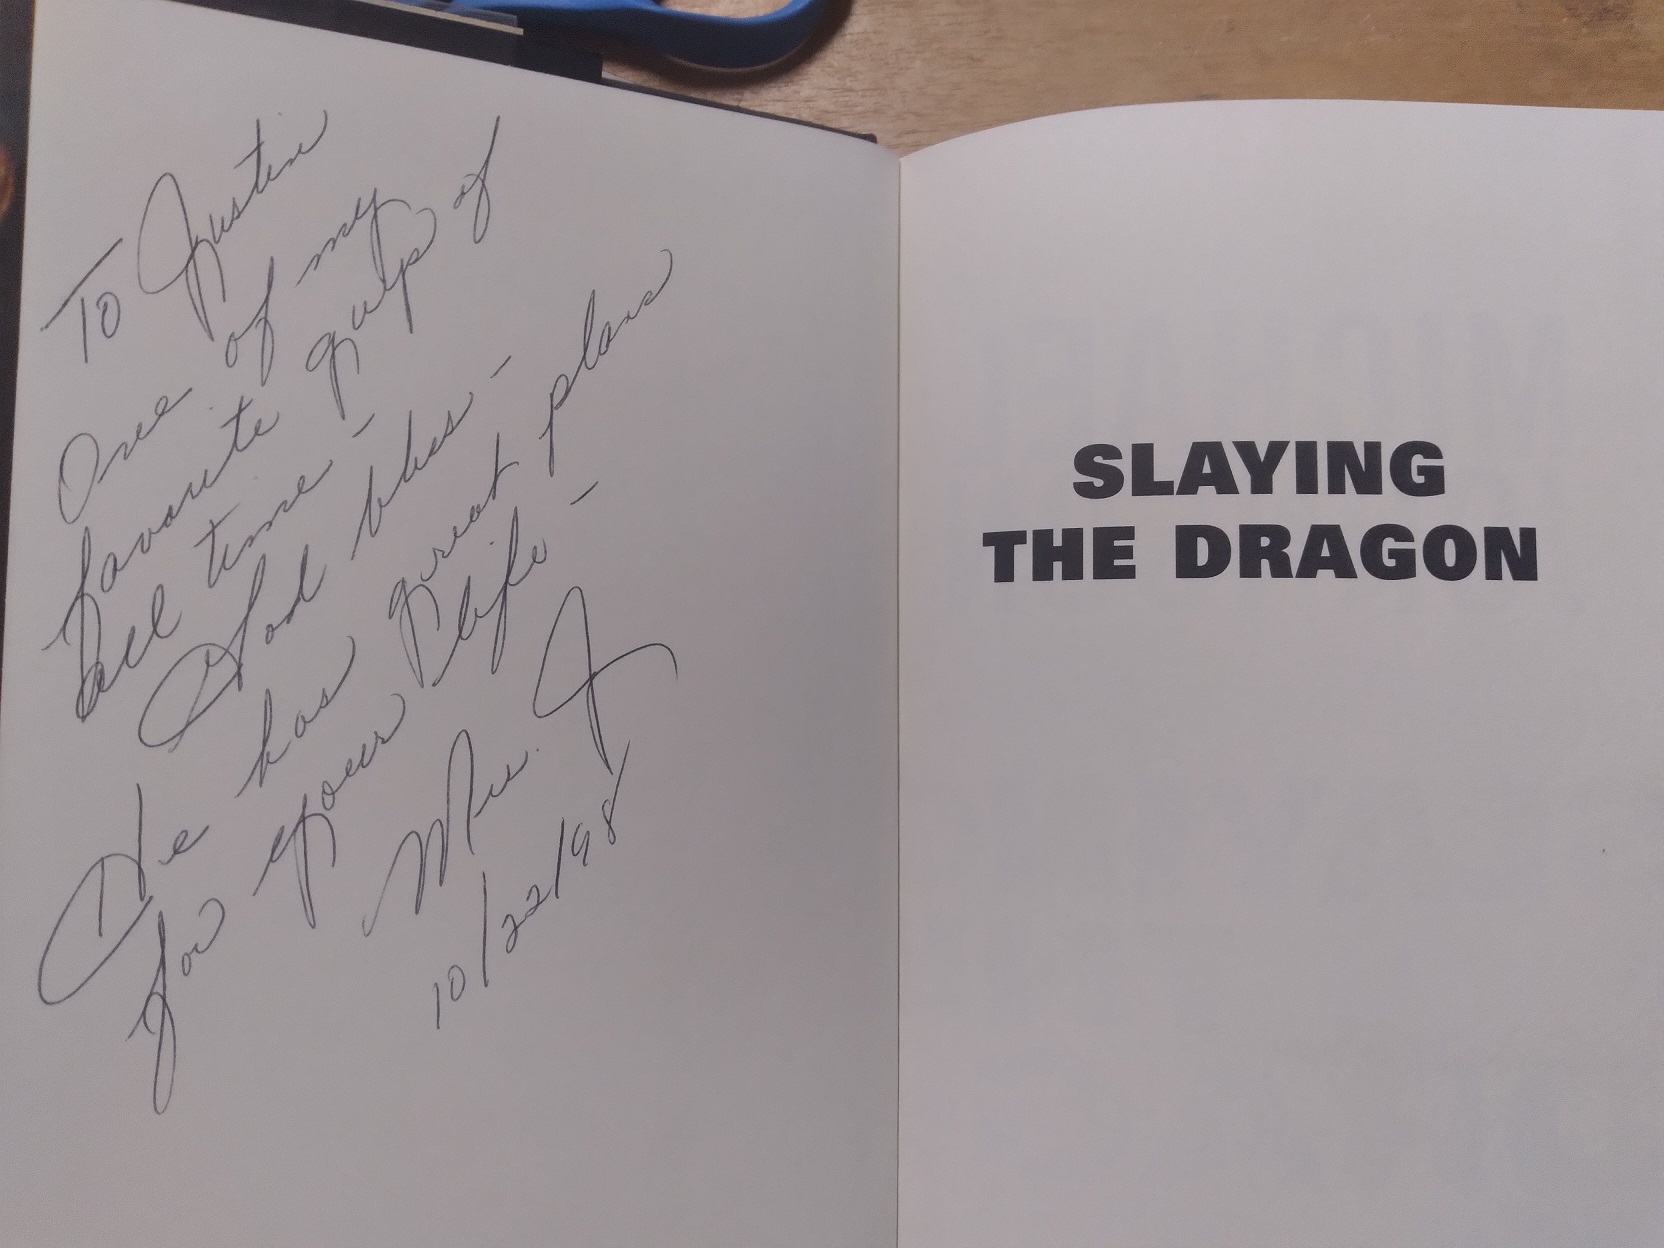 To Justin
One of my
favorite guys of
all time -
God bless -
He has great plans
for your life -
J
10/22/98
SLAYING
THE DRAGON